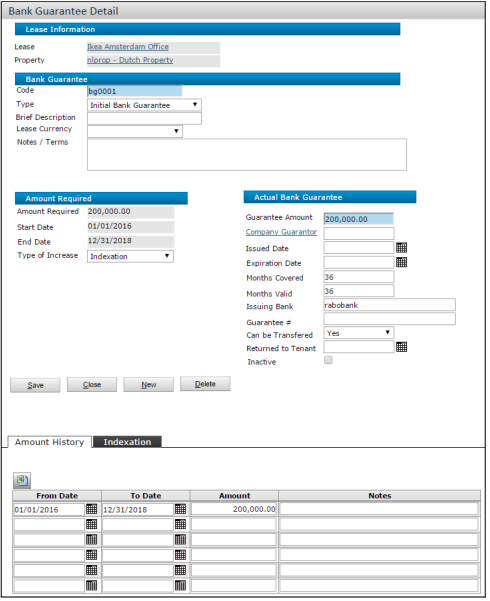 Bank Guarantee Detail
Lease Information
Lease Ikea Amsterdam Office
Property nlprop - Dutch Property
Bank Guarantee
Code bg0001
Type Initial Bank Guarantee
Brief Description
Lease Currency
Notes / Terms
Amount Required
Amount Required 200,000.00
Start Date 01/01/2016
End Date 12/31/2018
Type of Increase Indexation
Actual Bank Guarantee
Guarantee Amount 200,000.00
Company Guarantor
Issued Date
Expiration Date
Months Covered 36
Months Valid 36
Issuing Bank rabobank
Guarantee #
Can be Transfered Yes
Returned to Tenant
Inactive
Save Close New Delete
Amount History Indexation
From Date To Date Amount Notes
01/01/2016 12/31/2018 200,000.00